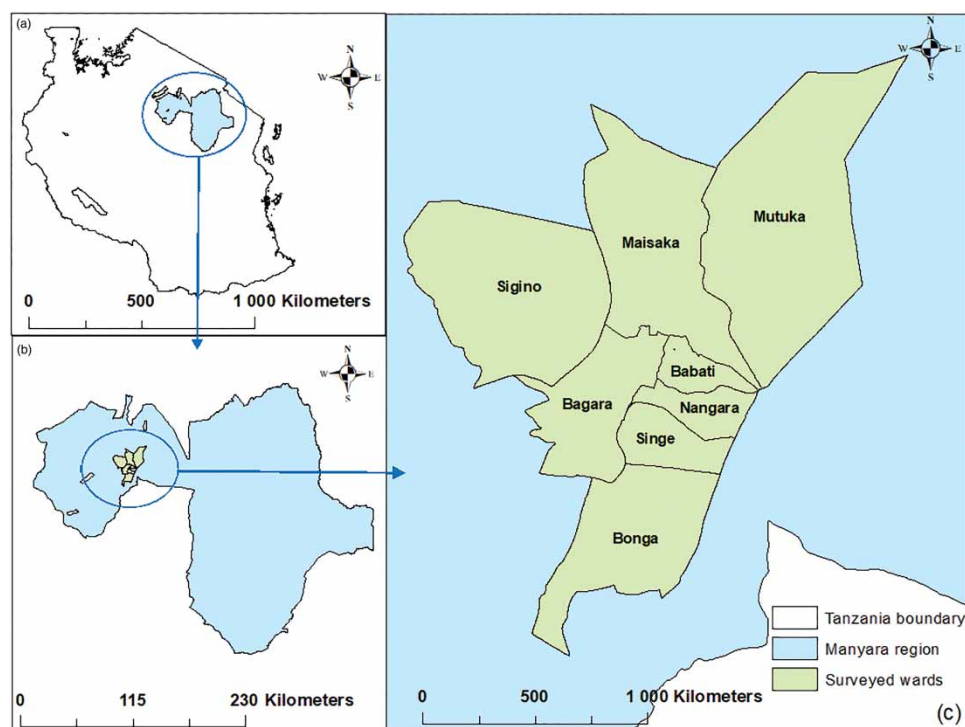 (a)
N
W E
S
0 500 1 000 Kilometers
(b)
N
W E
S
0 115 230 Kilometers
N
W E
S
Mutuka
Maisaka
Sigino
Babati
Bagara
Nangara
Singe
Bonga
Tanzania boundary
Manyara region
Surveyed wards
0 500 1 000 Kilometers
(c)